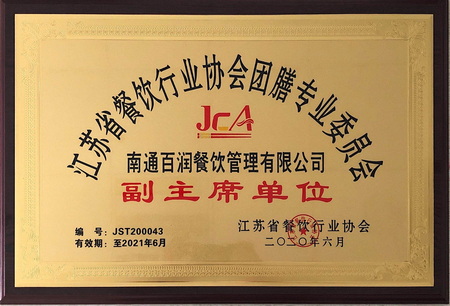 江苏省餐饮行业协会团膳专业委员会
JCA
南通百润餐饮管理有限公司
副主席单位
编 号：JST200043
有效期：至2021年6月
江苏省餐饮行业协会
二〇二〇年六月